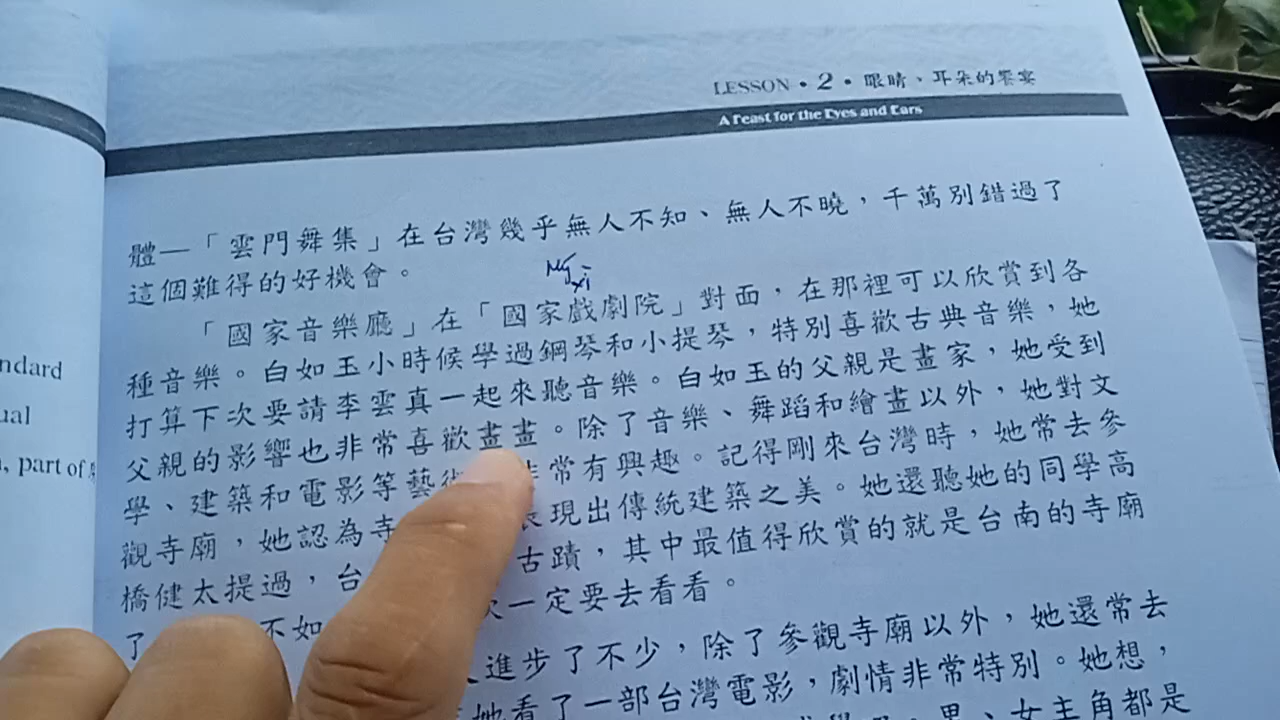 LESSON • 2 • 眼睛、耳朵的饗宴
A Feast for the Eyes and Ears
體—「雲門舞集」在台灣幾乎無人不知、無人不曉，千萬別錯過了
這個難得的好機會。
「國家音樂廳」在「國家戲劇院」對面，在那裡可以欣賞到各
種音樂。白如玉小時候學過鋼琴和小提琴，特別喜歡古典音樂，她
打算下次要請李雲真一起來聽音樂。白如玉的父親是畫家，她受到
父親的影響也非常喜歡畫畫。除了音樂、舞蹈和繪畫以外，她對文
學、建築和電影等藝術非常有興趣。記得剛來台灣時，她常去參
觀寺廟，她認為寺表現出傳統建築之美。她還聽她的同學高
橋健太提過，台古蹟，其中最值得欣賞的就是台南的寺廟
了不如次一定要去看看。
進步了不少，除了參觀寺廟以外，她還常去
她看了一部台灣電影，劇情非常特別。她想，
男、女主角都是
ndard
ual
, part of